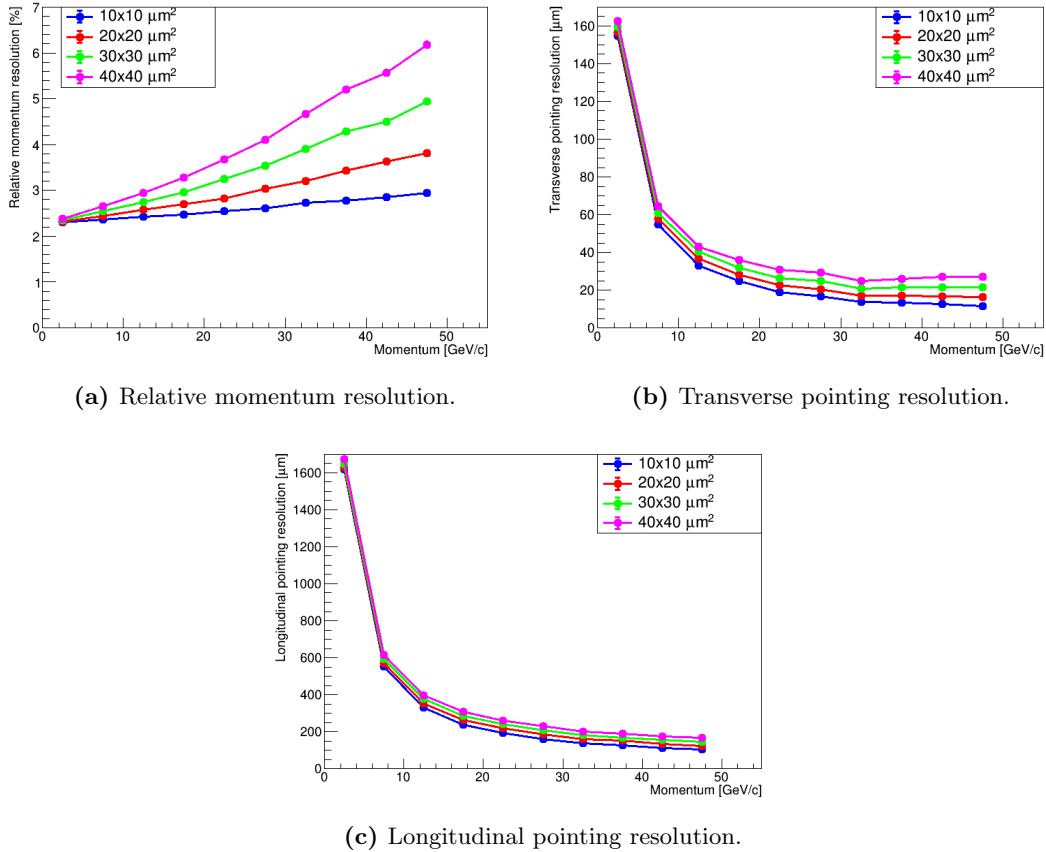 Relative momentum resolution [%]
7
6
5
4
3
2
1
0
10x10 μm²
20x20 μm²
30x30 μm²
40x40 μm²
0 10 20 30 40 50
Momentum [GeV/c]
(a) Relative momentum resolution.
Transverse pointing resolution [μm]
160
140
120
100
80
60
40
20
0
10x10 μm²
20x20 μm²
30x30 μm²
40x40 μm²
0 10 20 30 40 50
Momentum [GeV/c]
(b) Transverse pointing resolution.
Longitudinal pointing resolution [μm]
1600
1400
1200
1000
800
600
400
200
0
10x10 μm²
20x20 μm²
30x30 μm²
40x40 μm²
0 10 20 30 40 50
Momentum [GeV/c]
(c) Longitudinal pointing resolution.